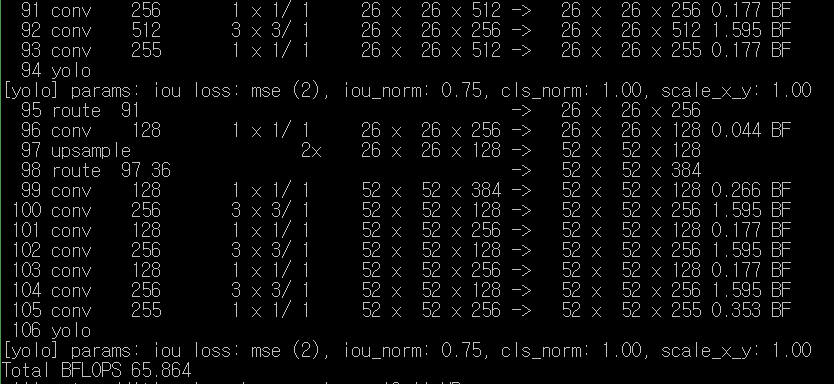 91 conv 256 1 x 1/ 1 26 x 26 x 512 -> 26 x 26 x 256 0.177 BF
92 conv 512 3 x 3/ 1 26 x 26 x 256 -> 26 x 26 x 512 1.595 BF
93 conv 255 1 x 1/ 1 26 x 26 x 512 -> 26 x 26 x 255 0.177 BF
94 yolo
[yolo] params: iou loss: mse (2), iou_norm: 0.75, cls_norm: 1.00, scale_x_y: 1.00
95 route 91 -> 26 x 26 x 256
96 conv 128 1 x 1/ 1 26 x 26 x 256 -> 26 x 26 x 128 0.044 BF
97 upsample 2x 26 x 26 x 128 -> 52 x 52 x 128
98 route 97 36 -> 52 x 52 x 384
99 conv 128 1 x 1/ 1 52 x 52 x 384 -> 52 x 52 x 128 0.266 BF
100 conv 256 3 x 3/ 1 52 x 52 x 128 -> 52 x 52 x 256 1.595 BF
101 conv 128 1 x 1/ 1 52 x 52 x 256 -> 52 x 52 x 128 0.177 BF
102 conv 256 3 x 3/ 1 52 x 52 x 128 -> 52 x 52 x 256 1.595 BF
103 conv 128 1 x 1/ 1 52 x 52 x 256 -> 52 x 52 x 128 0.177 BF
104 conv 256 3 x 3/ 1 52 x 52 x 128 -> 52 x 52 x 256 1.595 BF
105 conv 255 1 x 1/ 1 52 x 52 x 256 -> 52 x 52 x 255 0.353 BF
106 yolo
[yolo] params: iou loss: mse (2), iou_norm: 0.75, cls_norm: 1.00, scale_x_y: 1.00
Total BFLOPS 65.864